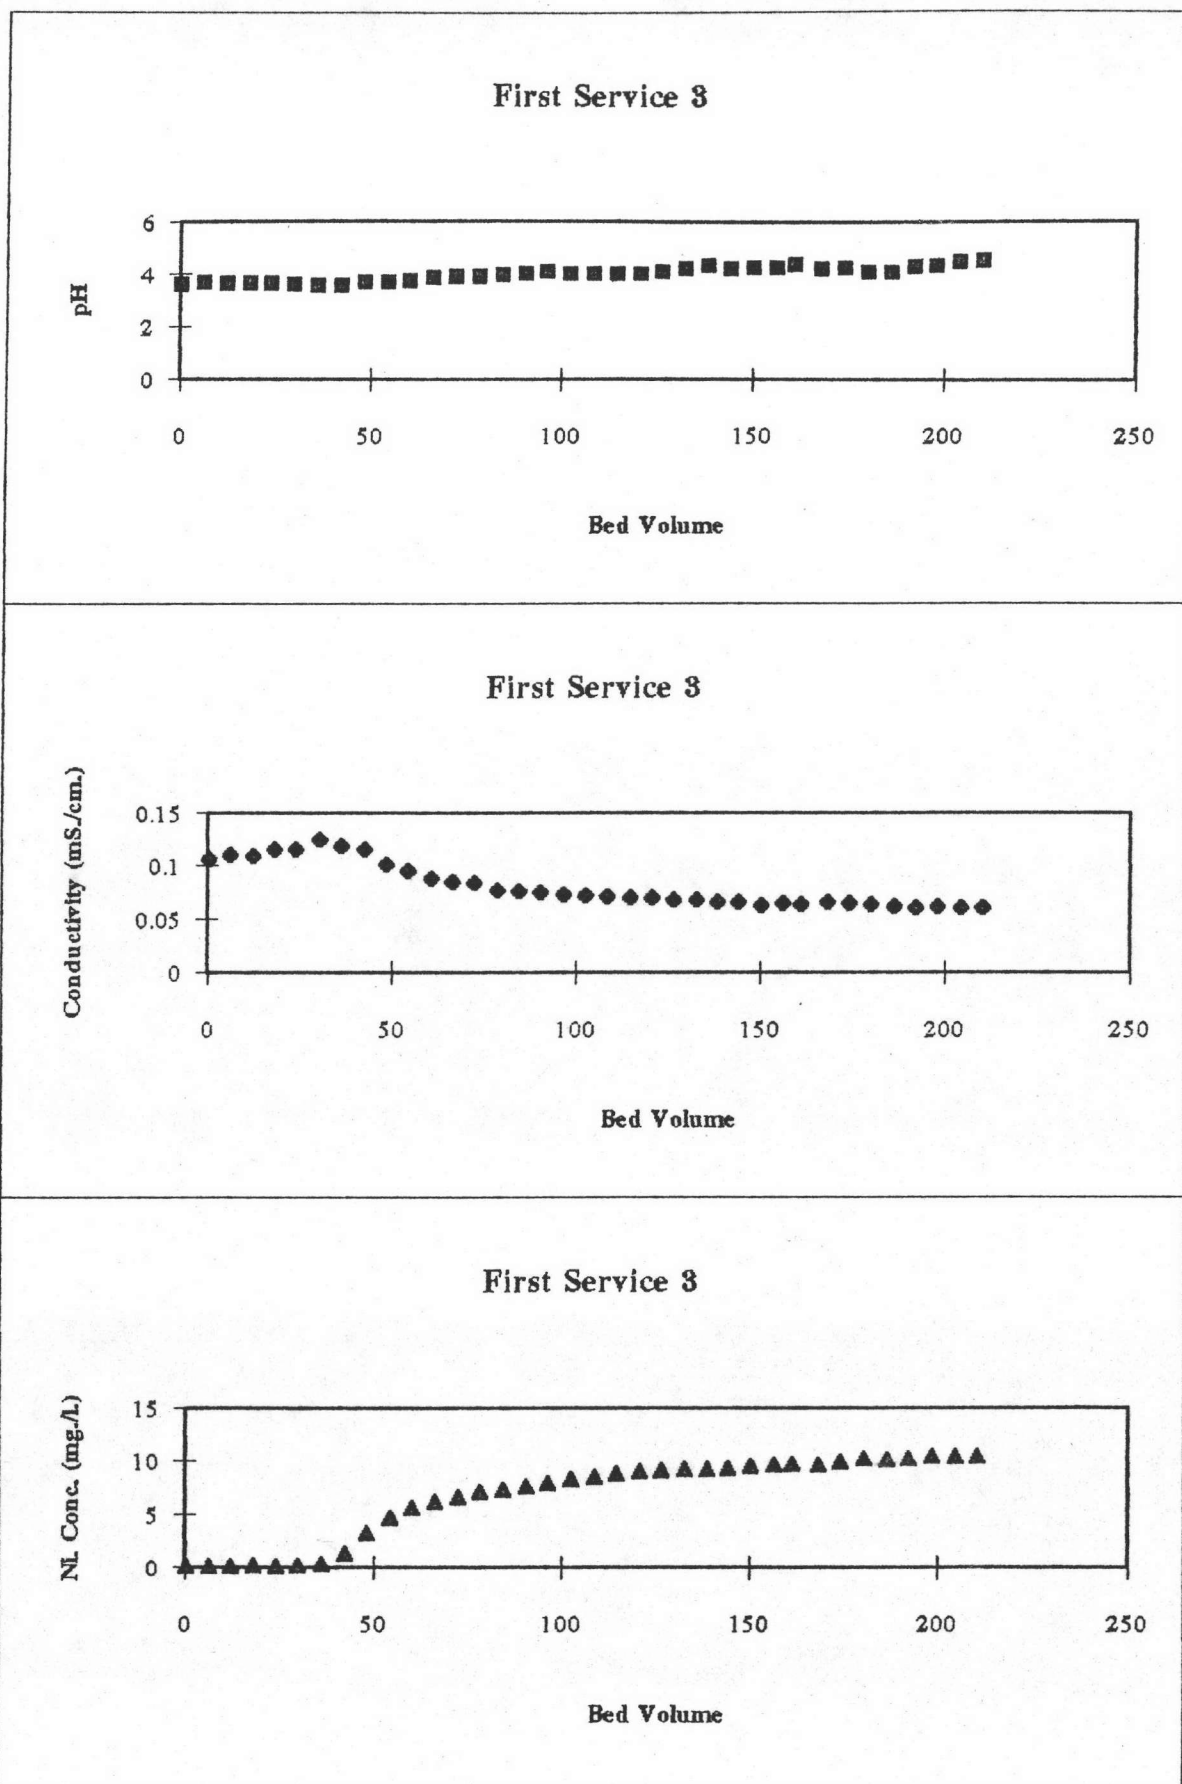 First Service 3
6
4
2
0
pH
0 50 100 150 200 250
Bed Volume
First Service 3
0.15
0.1
0.05
0
Conductivity (mS./cm.)
0 50 100 150 200 250
Bed Volume
First Service 3
15
10
5
0
Ni. Conc. (mg./l.)
0 50 100 150 200 250
Bed Volume